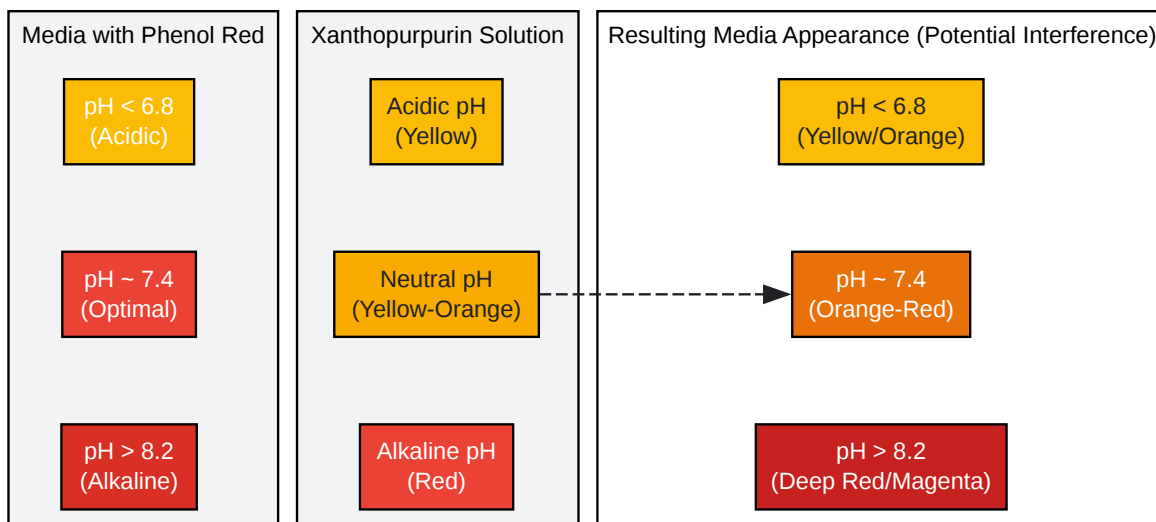 Media with Phenol Red
pH < 6.8
(Acidic)
pH ~ 7.4
(Optimal)
pH > 8.2
(Alkaline)
Xanthopurpurin Solution
Acidic pH
(Yellow)
Neutral pH
(Yellow-Orange)
Alkaline pH
(Red)
Resulting Media Appearance (Potential Interference)
pH < 6.8
(Yellow/Orange)
pH ~ 7.4
(Orange-Red)
pH > 8.2
(Deep Red/Magenta)